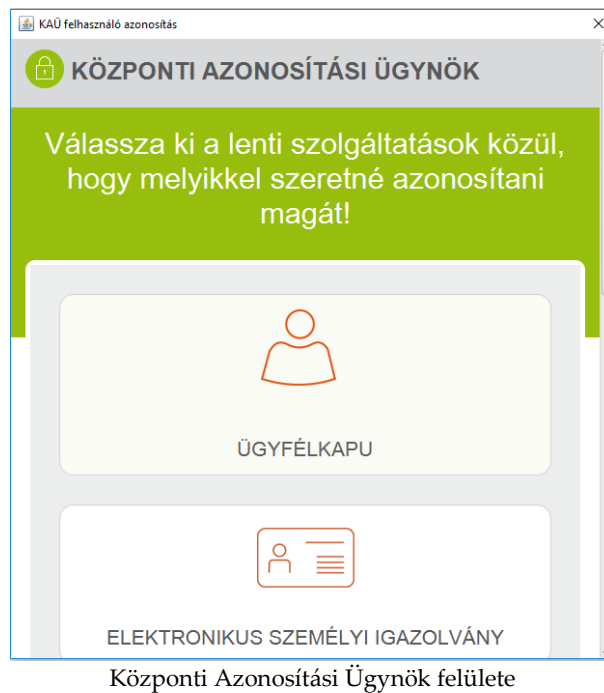 KAÜ felhasználó azonosítás
KÖZPONTI AZONOSÍTÁSI ÜGYNÖK
Válassza ki a lenti szolgáltatások közül,
hogy melyikkel szeretné azonosítani
magát!
ÜGYFÉLKAPU
ELEKTRONIKUS SZEMÉLYI IGAZOLVÁNY
Központi Azonosítási Ügynök felülete